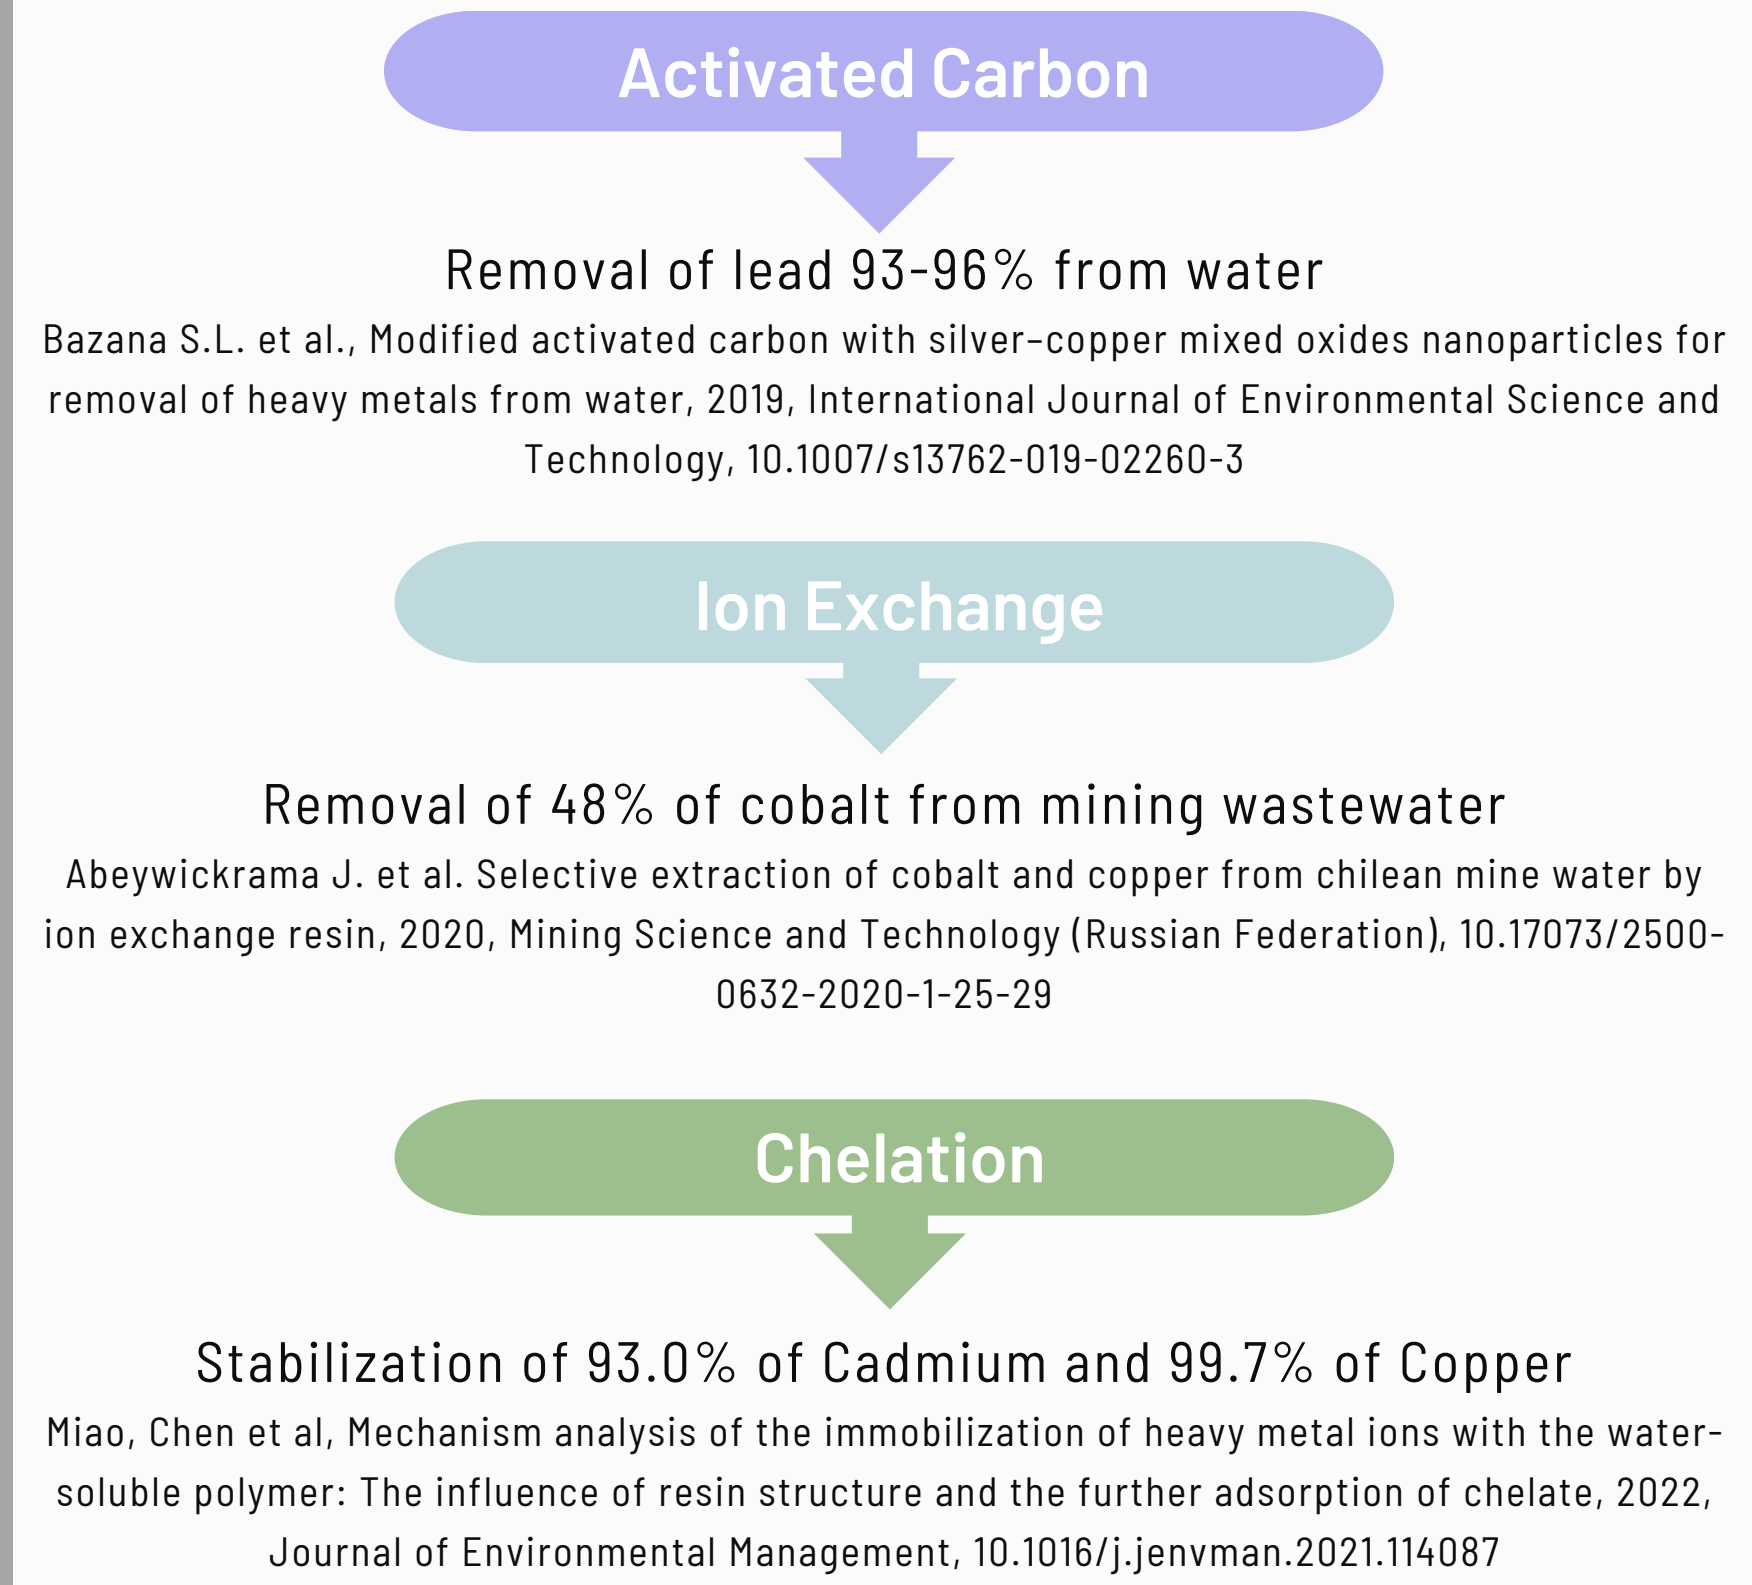 Activated Carbon
Removal of lead 93-96% from water
Bazana S.L. et al., Modified activated carbon with silver–copper mixed oxides nanoparticles for
removal of heavy metals from water, 2019, International Journal of Environmental Science and
Technology, 10.1007/s13762-019-02260-3
Ion Exchange
Removal of 48% of cobalt from mining wastewater
Abeywickrama J. et al. Selective extraction of cobalt and copper from chilean mine water by
ion exchange resin, 2020, Mining Science and Technology (Russian Federation), 10.17073/2500-
0632-2020-1-25-29
Chelation
Stabilization of 93.0% of Cadmium and 99.7% of Copper
Miao, Chen et al, Mechanism analysis of the immobilization of heavy metal ions with the water-
soluble polymer: The influence of resin structure and the further adsorption of chelate, 2022,
Journal of Environmental Management, 10.1016/j.jenvman.2021.114087